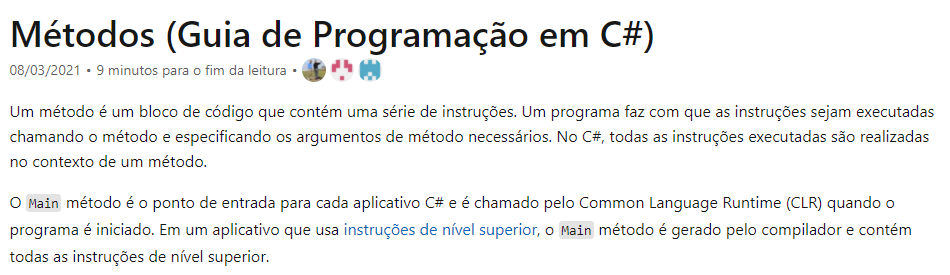 Métodos (Guia de Programação em C#)
08/03/2021 • 9 minutos para o fim da leitura •
Um método é um bloco de código que contém uma série de instruções. Um programa faz com que as instruções sejam executadas
chamando o método e especificando os argumentos de método necessários. No C#, todas as instruções executadas são realizadas
no contexto de um método.
O Main método é o ponto de entrada para cada aplicativo C# e é chamado pelo Common Language Runtime (CLR) quando o
programa é iniciado. Em um aplicativo que usa instruções de nível superior, o Main método é gerado pelo compilador e contém
todas as instruções de nível superior.